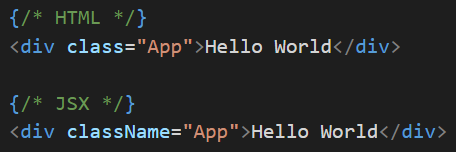 {/* HTML */}
<div class="App">Hello World</div>
{/* JSX */}
<div className="App">Hello World</div>